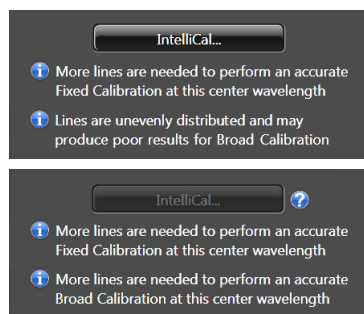 IntelliCal...
More lines are needed to perform an accurate
Fixed Calibration at this center wavelength
Lines are unevenly distributed and may
produce poor results for Broad Calibration
IntelliCal...
More lines are needed to perform an accurate
Fixed Calibration at this center wavelength
More lines are needed to perform an accurate
Broad Calibration at this center wavelength